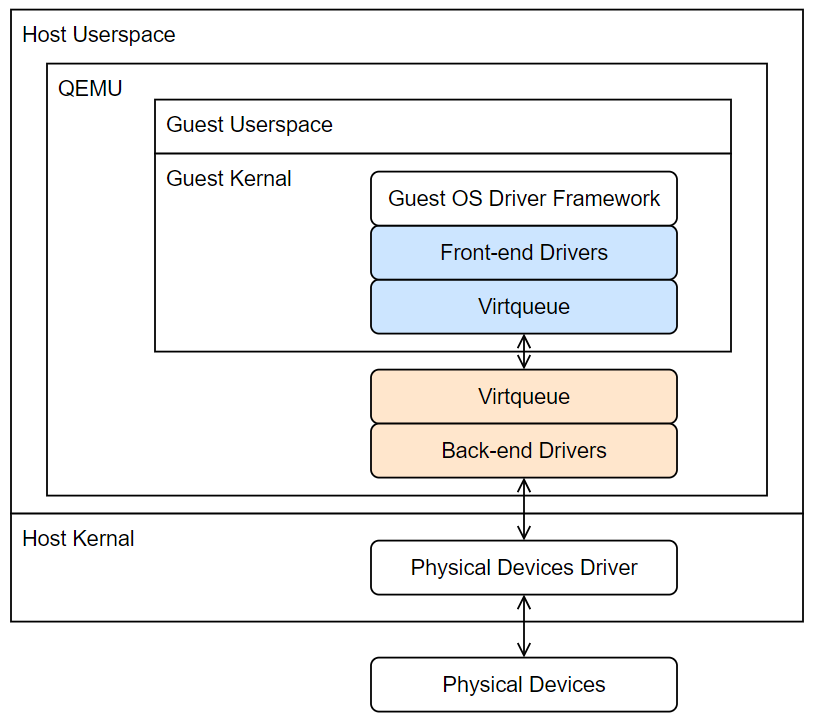 Host Userspace
QEMU
Guest Userspace
Guest Kernal
Guest OS Driver Framework
Front-end Drivers
Virtqueue
Virtqueue
Back-end Drivers
Host Kernal
Physical Devices Driver
Physical Devices